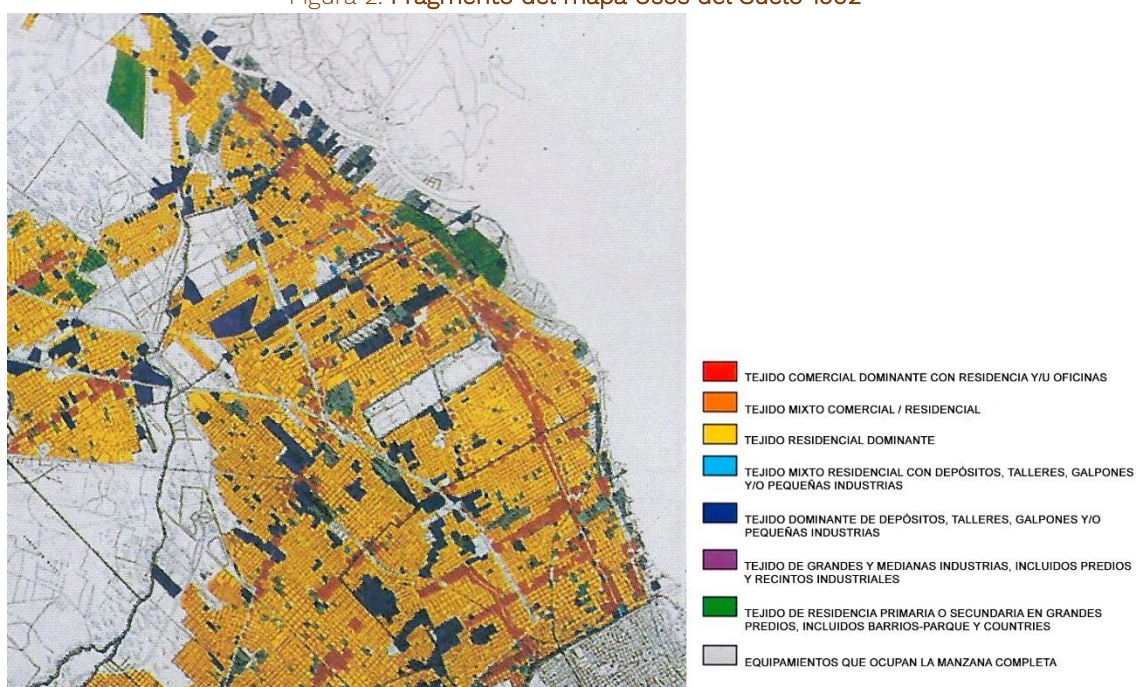 Figura 2. Fragmento del mapa Usos del Suelo 1992
TEJIDO COMERCIAL DOMINANTE CON RESIDENCIA Y/U OFICINAS
TEJIDO MIXTO COMERCIAL / RESIDENCIAL
TEJIDO RESIDENCIAL DOMINANTE
TEJIDO MIXTO RESIDENCIAL CON DEPÓSITOS, TALLERES, GALPONES
Y/O PEQUEÑAS INDUSTRIAS
TEJIDO DOMINANTE DE DEPÓSITOS, TALLERES, GALPONES Y/O
PEQUEÑAS INDUSTRIAS
TEJIDO DE GRANDES Y MEDIANAS INDUSTRIAS, INCLUIDOS PREDIOS
Y RECINTOS INDUSTRIALES
TEJIDO DE RESIDENCIA PRIMARIA O SECUNDARIA EN GRANDES
PREDIOS, INCLUIDOS BARRIOS-PARQUE Y COUNTRIES
EQUIPAMIENTOS QUE OCUPAN LA MANZANA COMPLETA